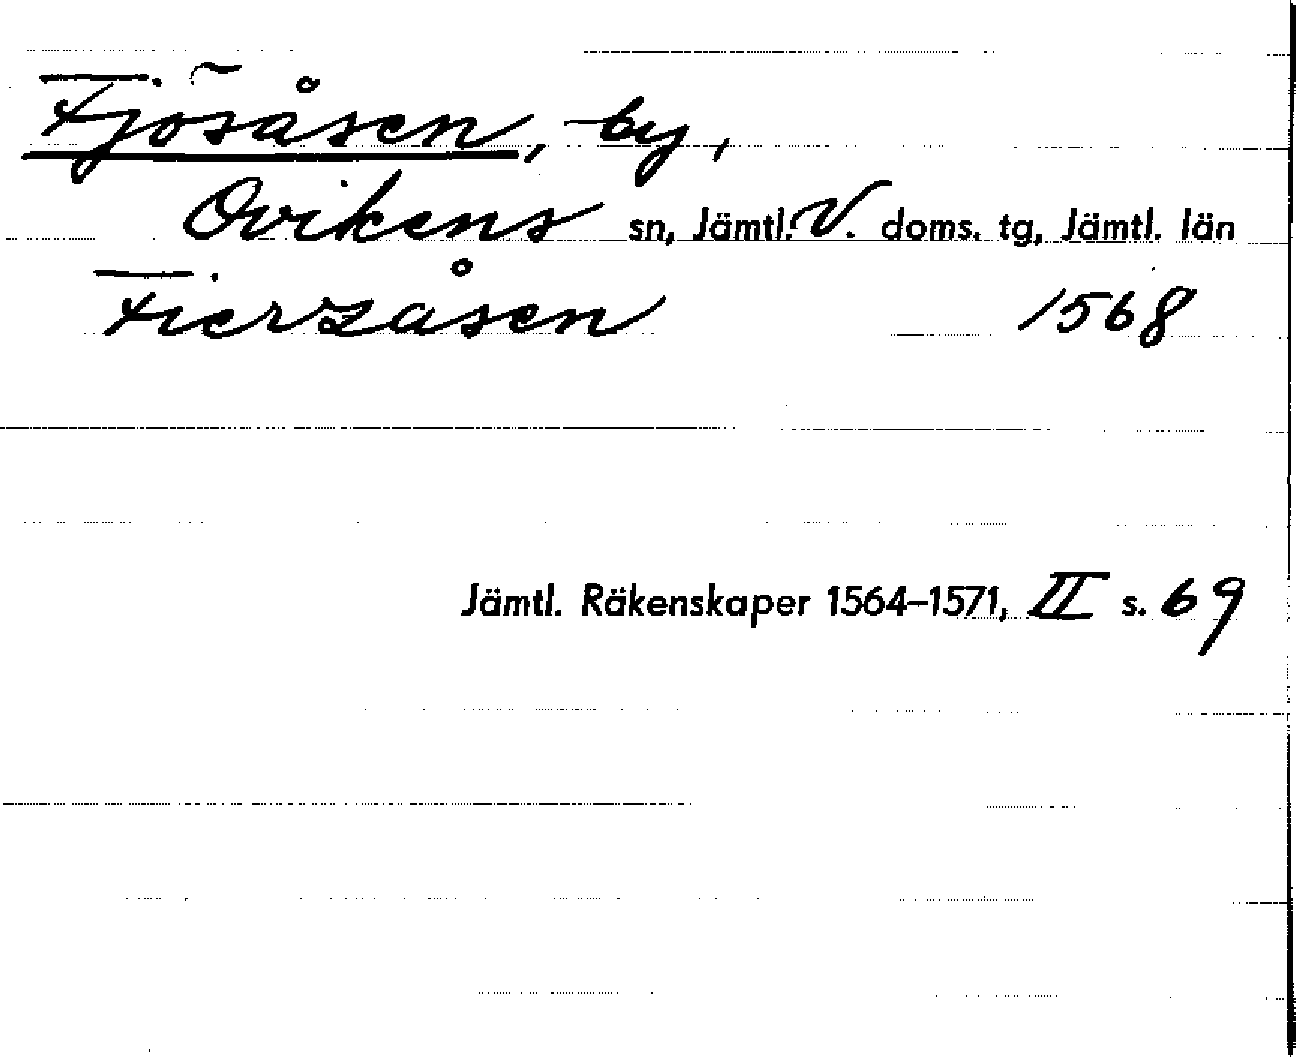 Fjösåsen, by,
Ovikens sn, Jämtl. V. doms. tg, Jämtl. län
Fierzåsen 1568
Jämtl. Räkenskaper 1564–1571, II s. 69